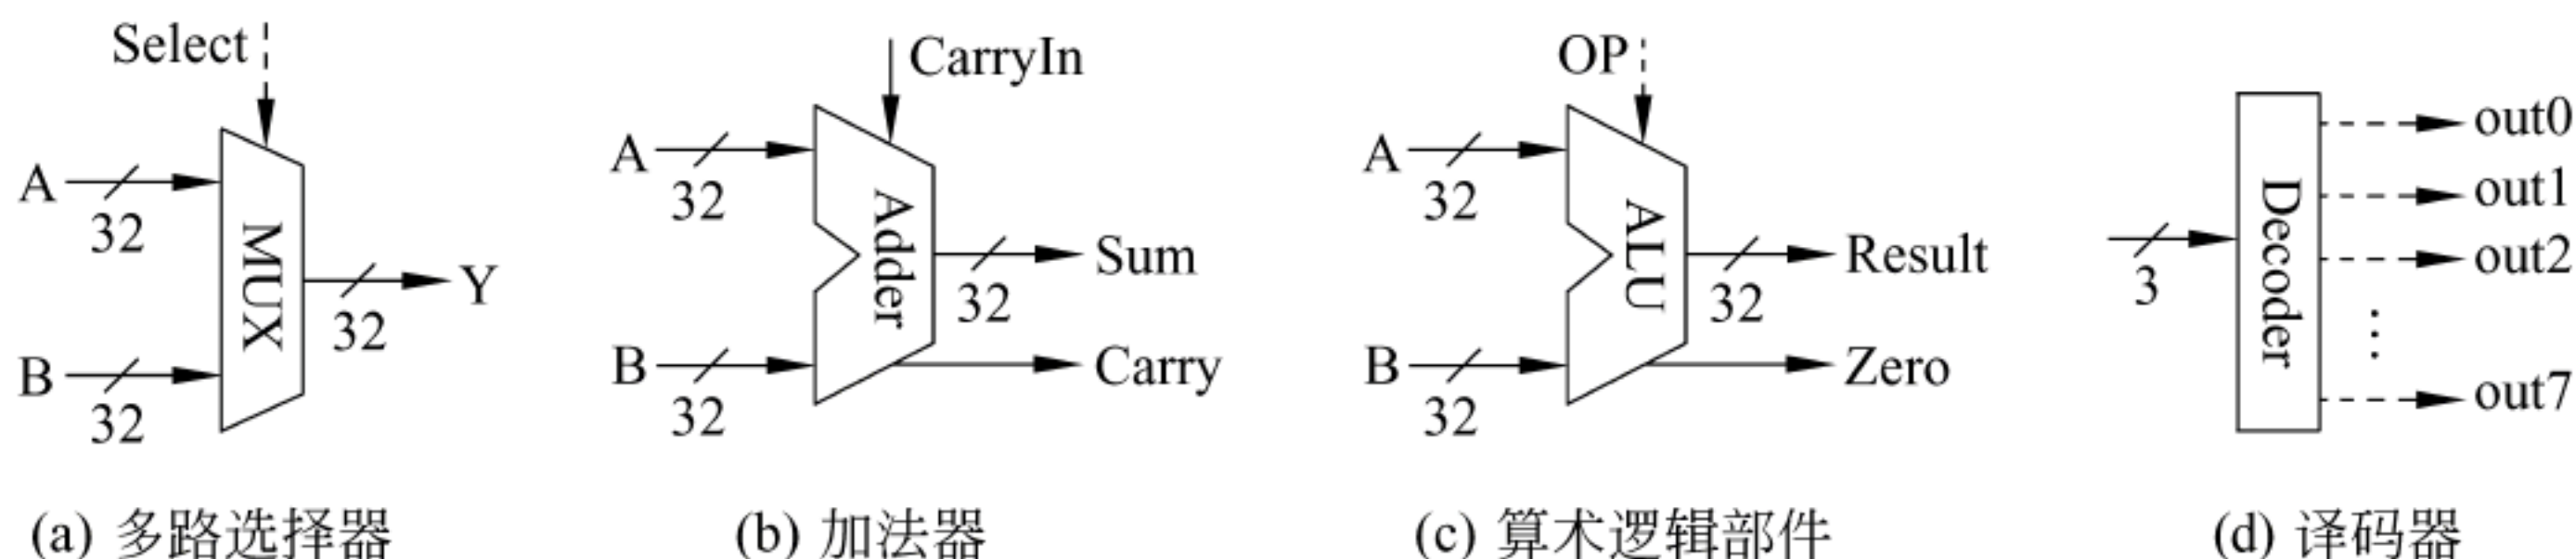 Select
A
32
B
32
MUX
32
Y
(a) 多路选择器
CarryIn
A
32
B
32
Adder
32
Sum
Carry
(b) 加法器
OP
A
32
B
32
ALU
32
Result
Zero
(c) 算术逻辑部件
3
Decoder
out0
out1
out2
⋮
out7
(d) 译码器